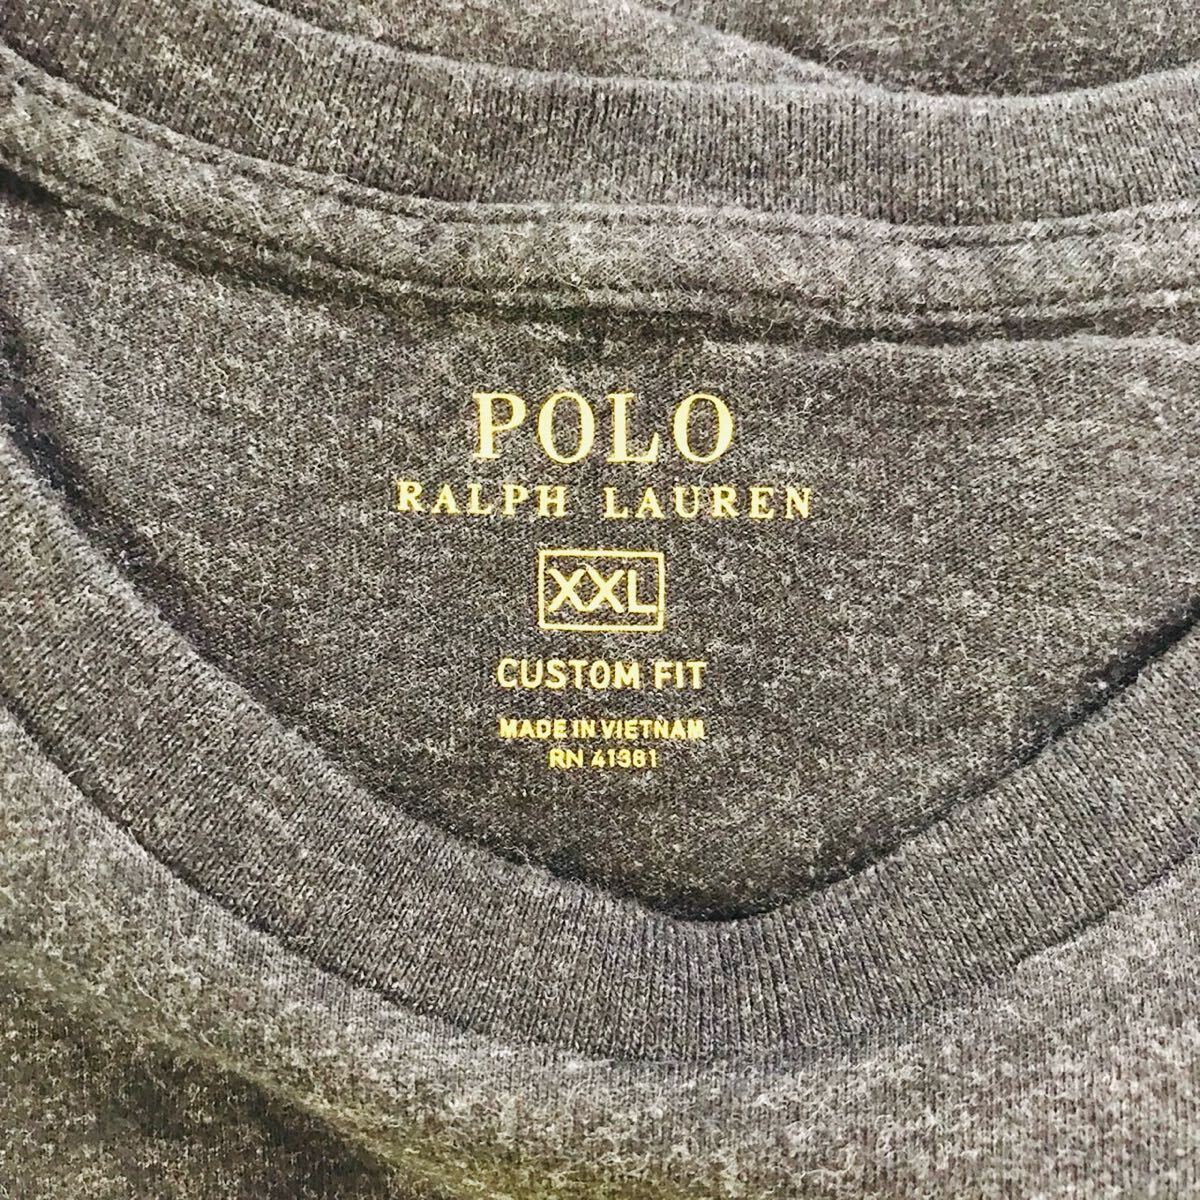 POLO
RALPH LAUREN
XXL
CUSTOM FIT
MADE IN VIETNAM
RN 41381